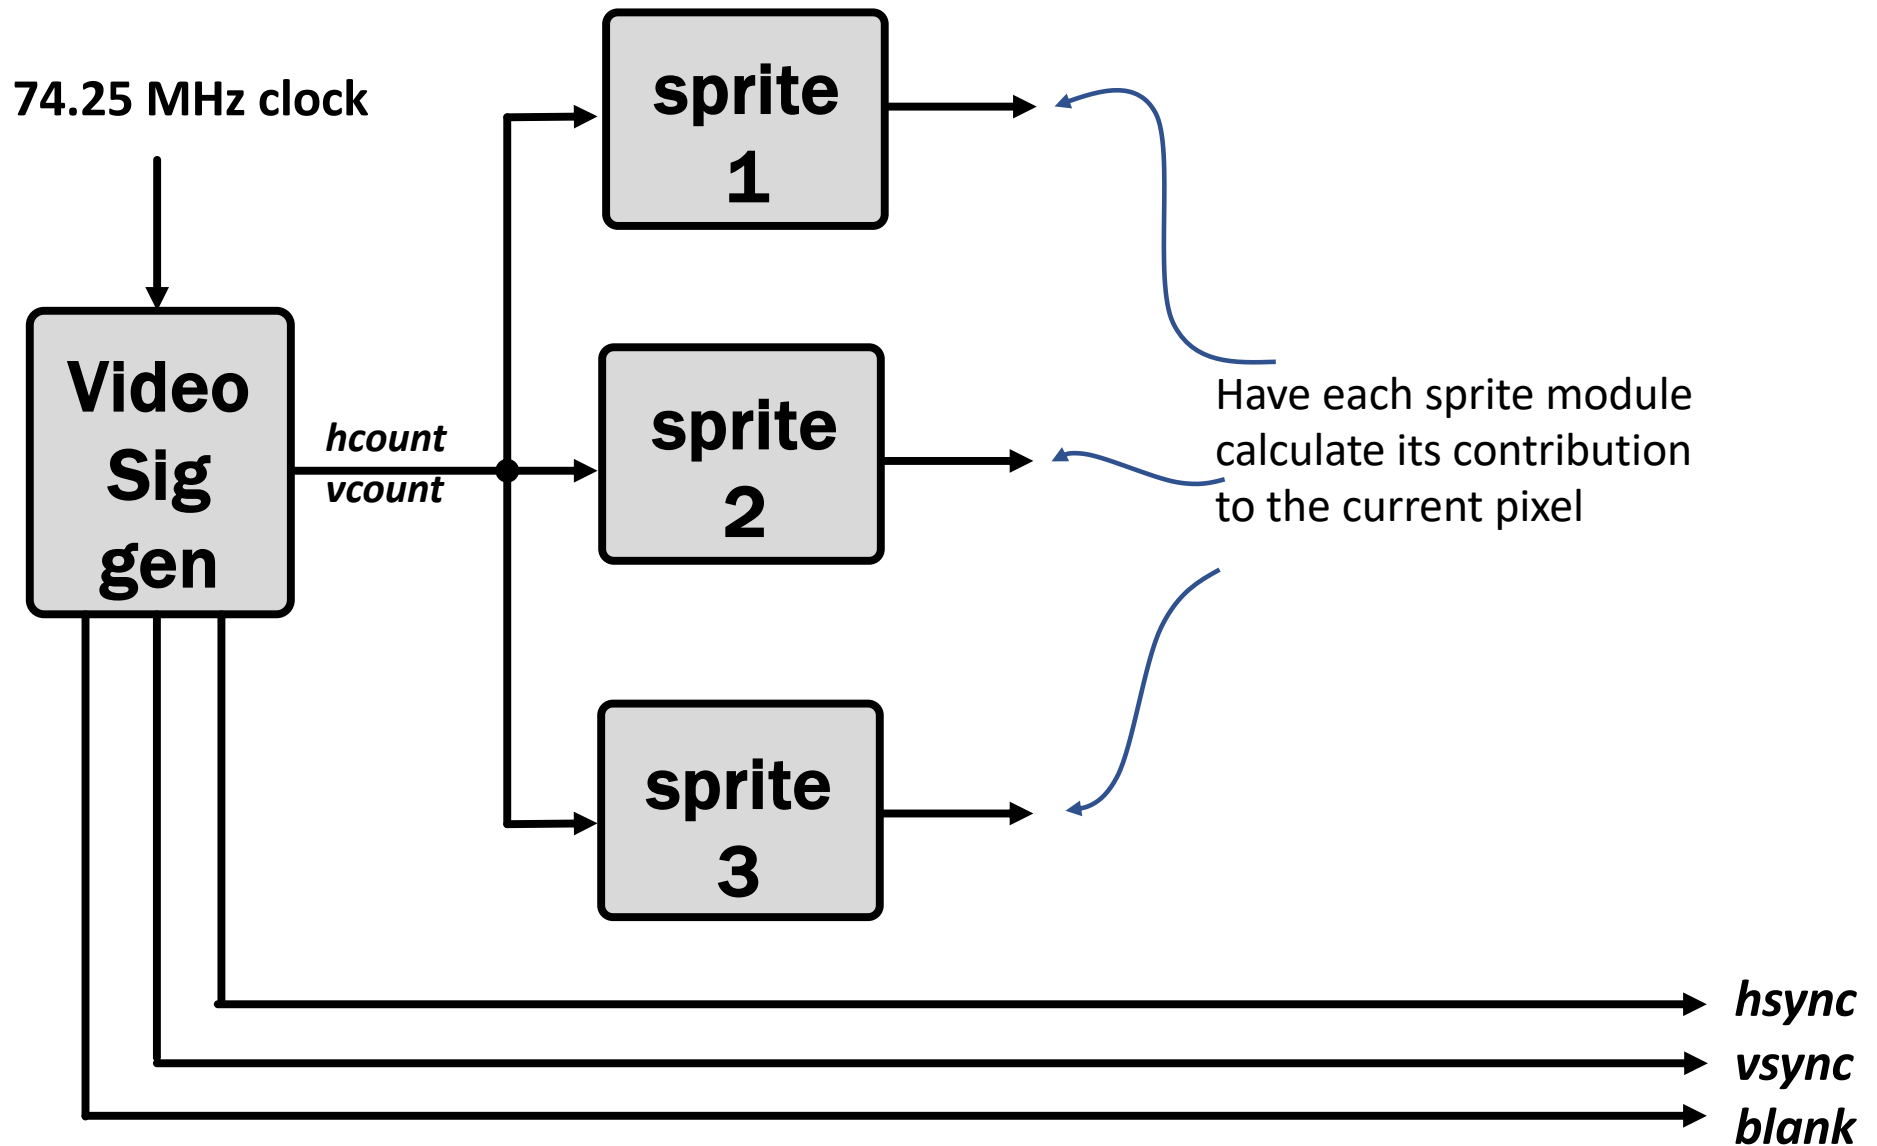 74.25 MHz clock
Video
Sig
gen
hcount
vcount
sprite
1
sprite
2
sprite
3
Have each sprite module
calculate its contribution
to the current pixel
hsync
vsync
blank